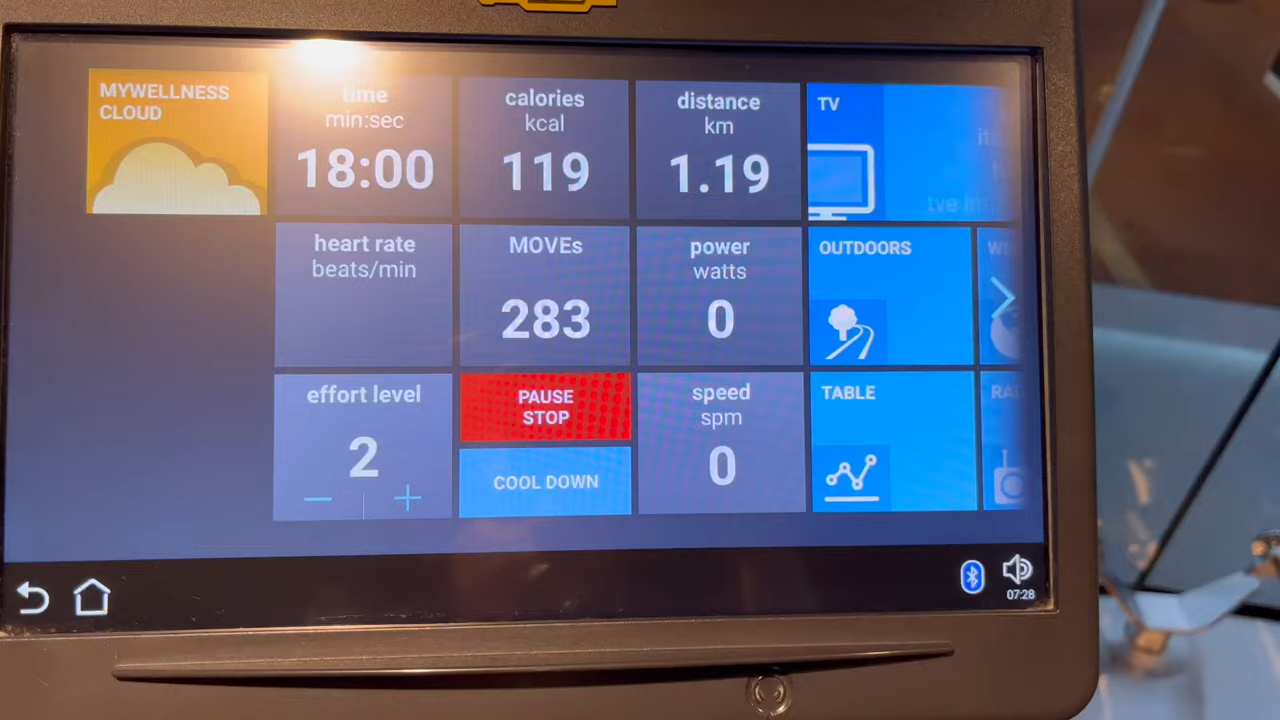 MYWELLNESS
CLOUD
time
min:sec
18:00
calories
kcal
119
distance
km
1.19
TV
heart rate
beats/min
MOVEs
283
power
watts
0
OUTDOORS
effort level
2
PAUSE
STOP
COOL DOWN
speed
spm
0
TABLE
07:28